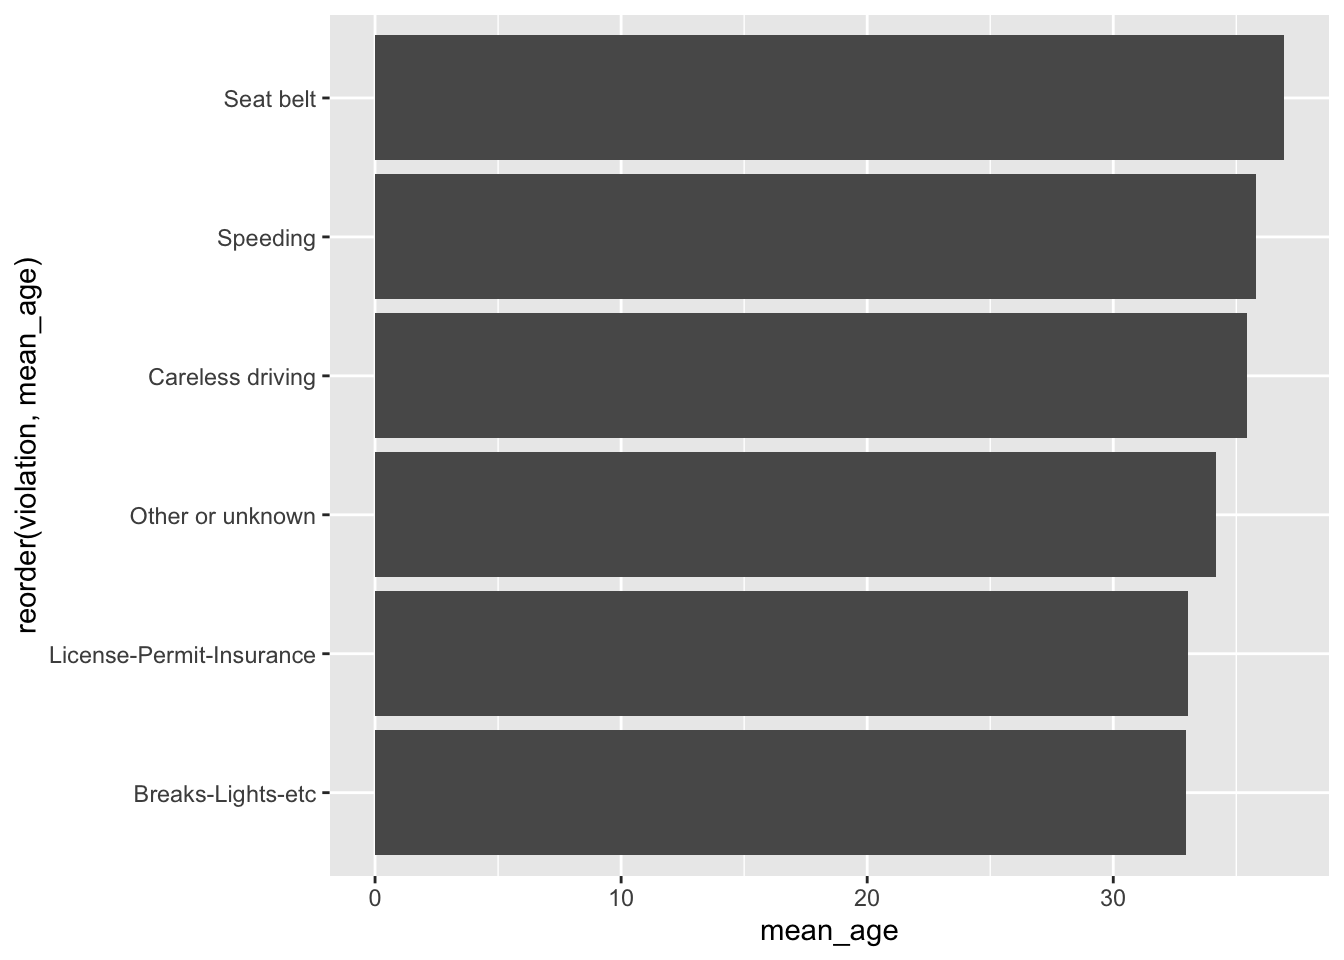 reorder(violation, mean_age)
Seat belt
Speeding
Careless driving
Other or unknown
License-Permit-Insurance
Breaks-Lights-etc
0 10 20 30
mean_age